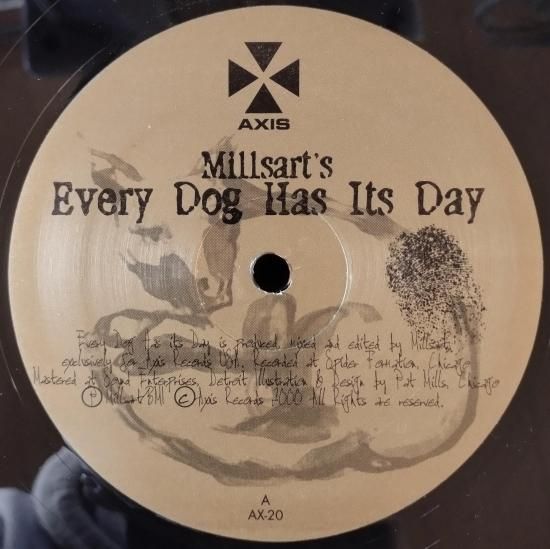 AXIS
Millsart's
Every Dog Has Its Day
Every Dog Has its Day is produced, mixed and edited by Millsart,
exclusively for Axis Records USA. Recorded at Spider Formation, Chicago
Mastered at Sound Enterprises, Detroit Illustration & Design by Pat Mills, Chicago
Ⓟ Millsart/BMI © Axis Records 2000 All Rights are reserved.
A
AX-20